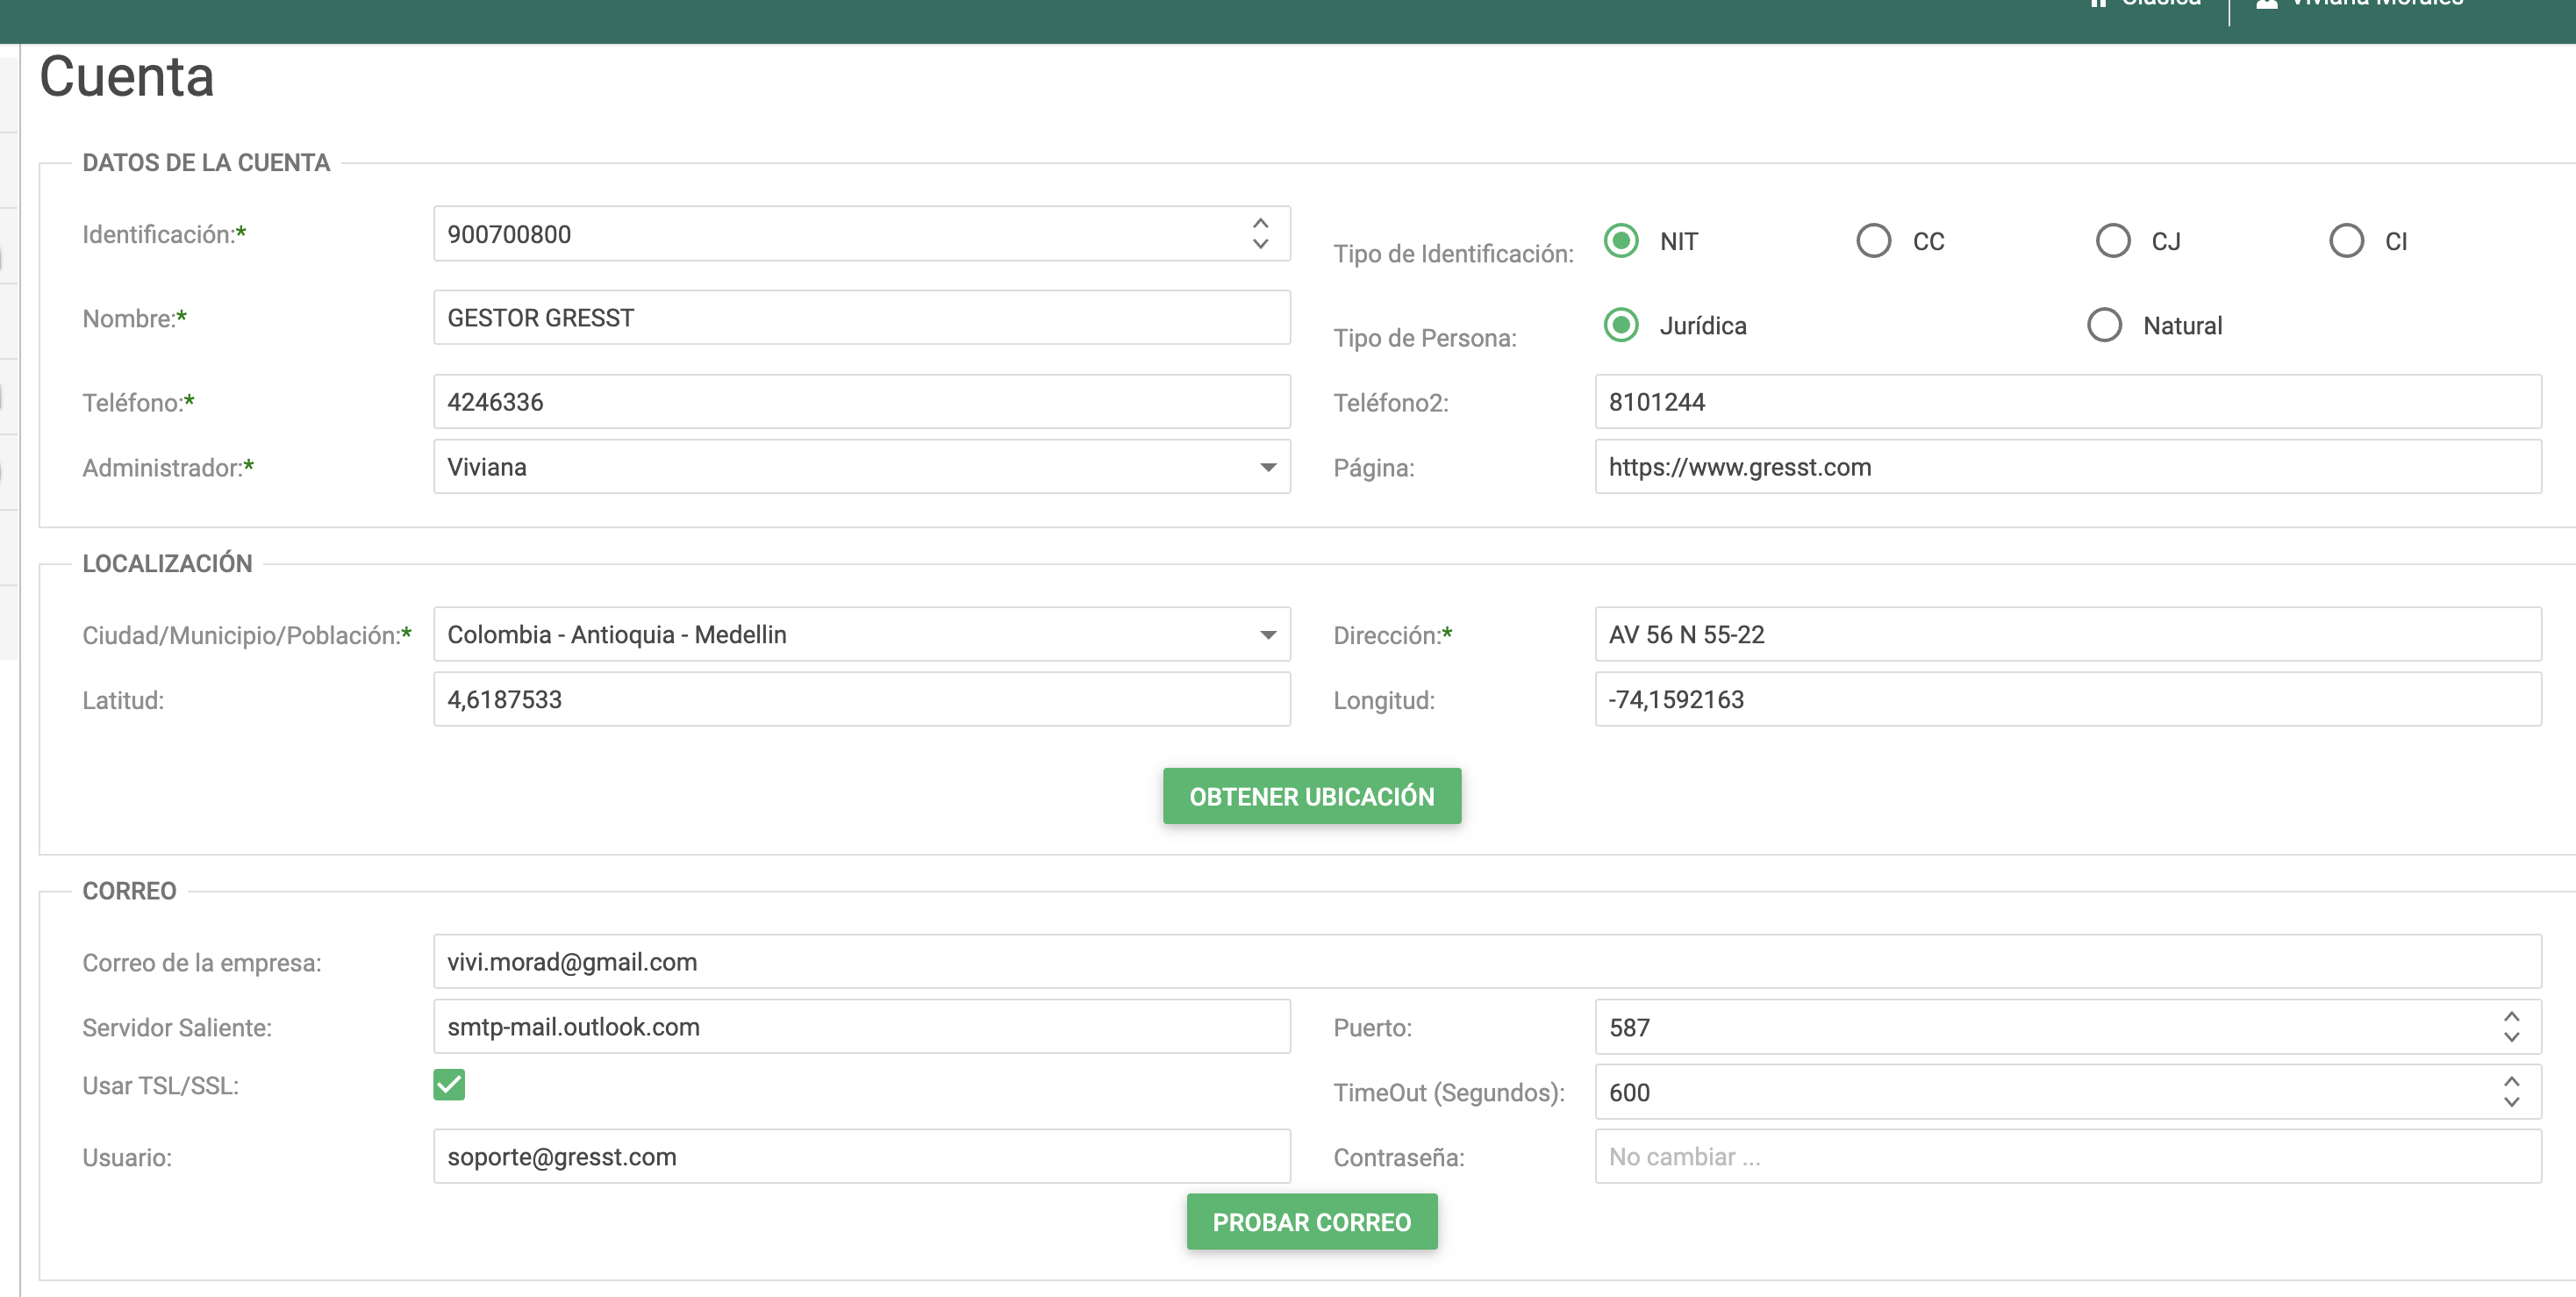 Clásica Viviana Morales
Cuenta
DATOS DE LA CUENTA
Identificación:* 900700800 Tipo de Identificación: NIT CC CJ CI
Nombre:* GESTOR GRESST Tipo de Persona: Jurídica Natural
Teléfono:* 4246336 Teléfono2: 8101244
Administrador:* Viviana Página: https://www.gresst.com
LOCALIZACIÓN
Ciudad/Municipio/Población:* Colombia - Antioquia - Medellin Dirección:* AV 56 N 55-22
Latitud: 4,6187533 Longitud: -74,1592163
OBTENER UBICACIÓN
CORREO
Correo de la empresa: vivi.morad@gmail.com
Servidor Saliente: smtp-mail.outlook.com Puerto: 587
Usar TSL/SSL: TimeOut (Segundos): 600
Usuario: soporte@gresst.com Contraseña: No cambiar ...
PROBAR CORREO